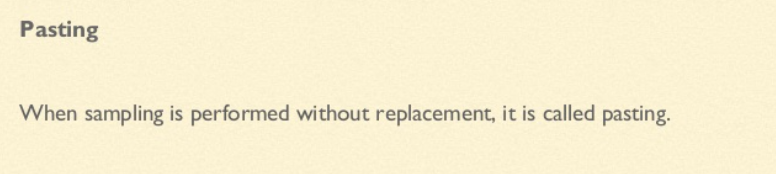 Pasting
When sampling is performed without replacement, it is called pasting.